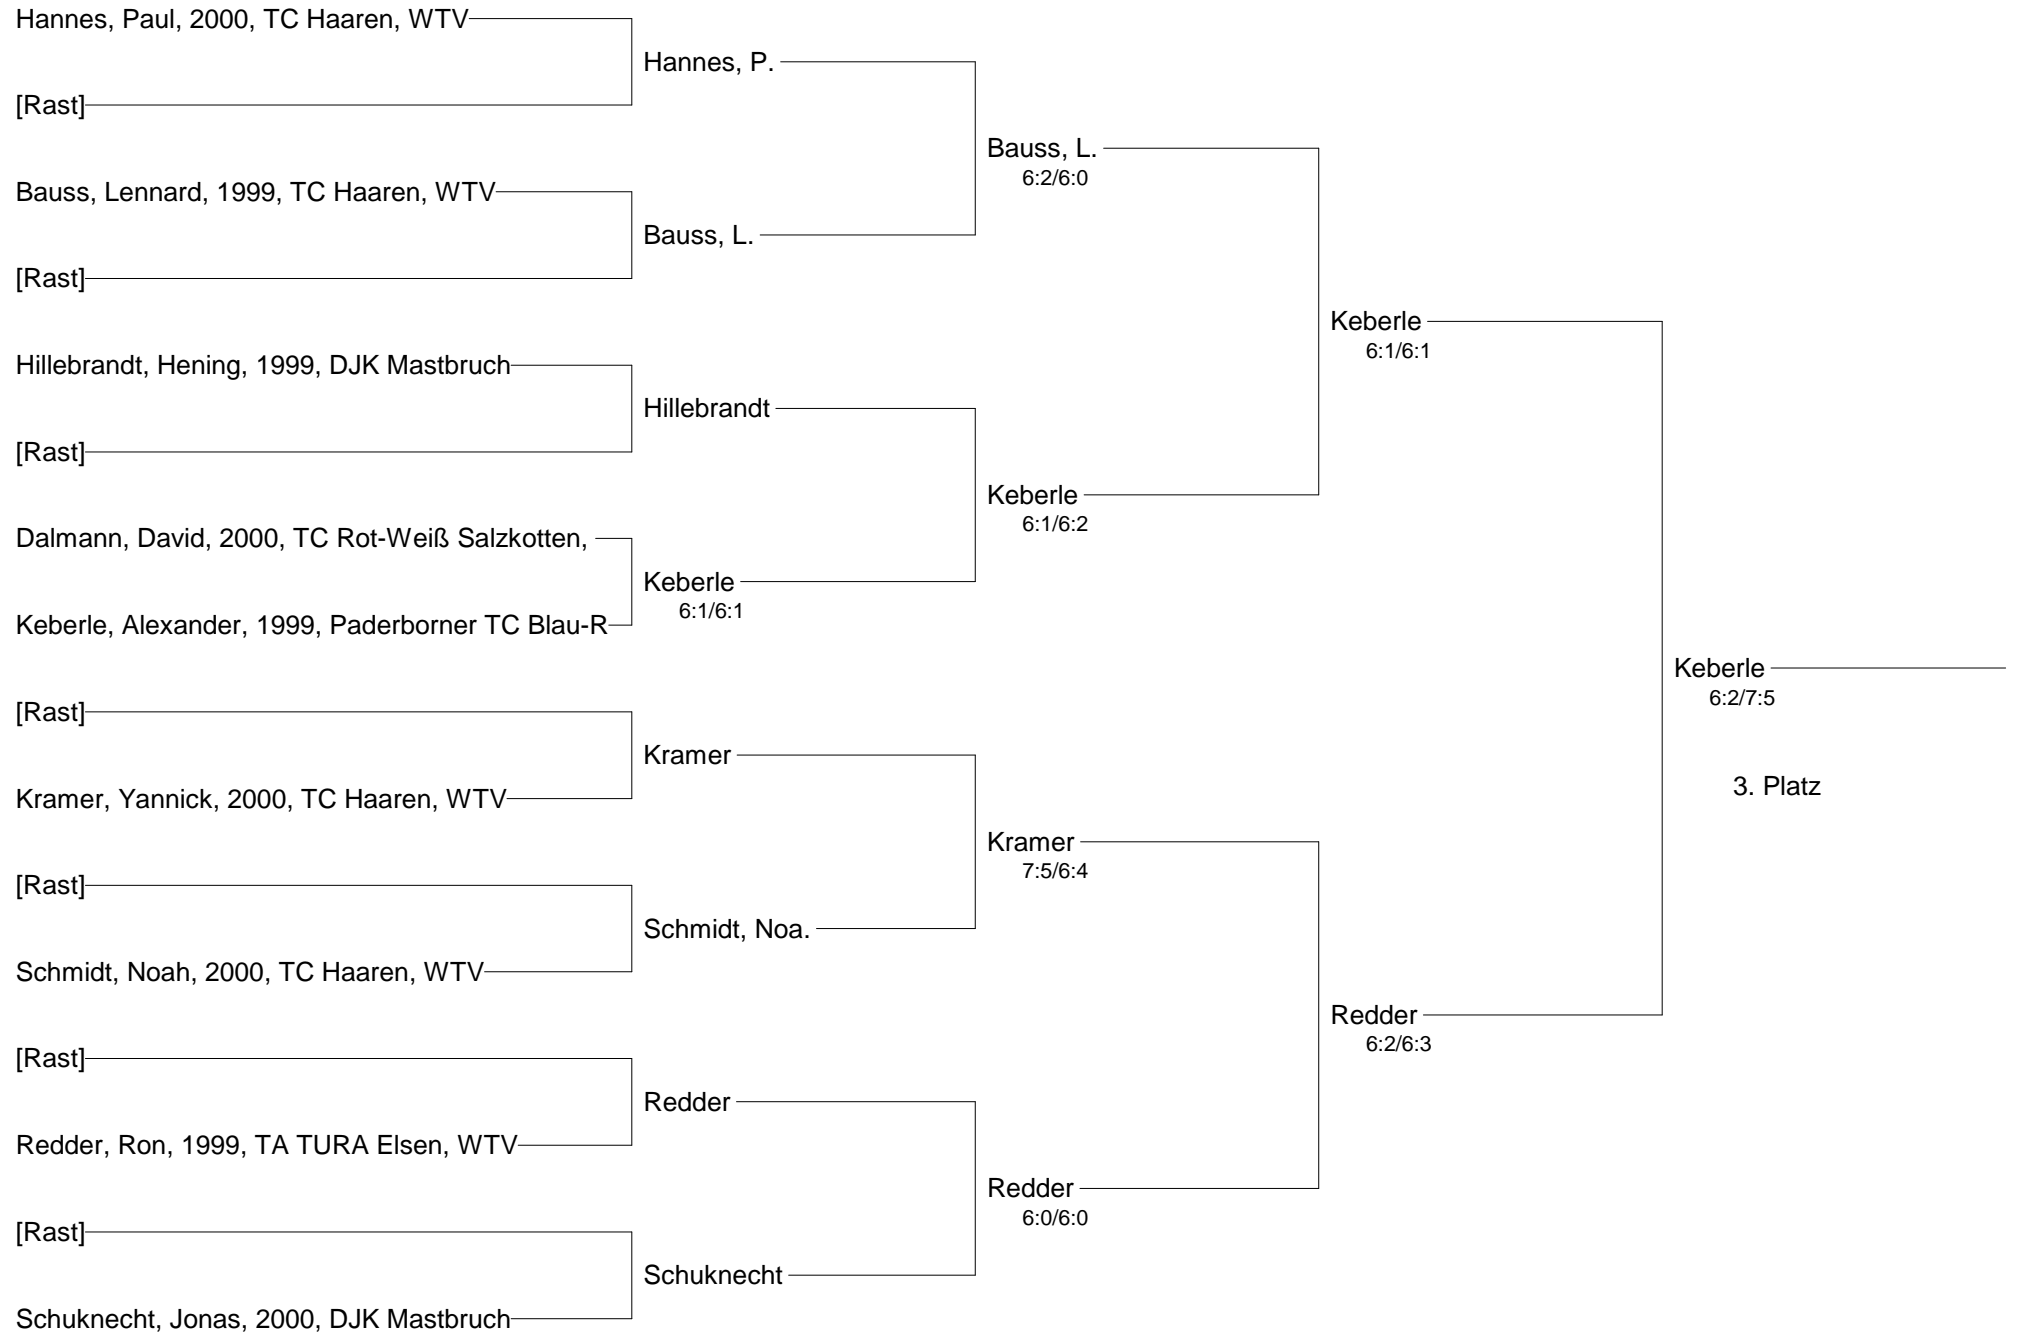 Hannes, Paul, 2000, TC Haaren, WTV
Hannes, P.
[Rast]
Bauss, L.
6:2/6:0
Bauss, Lennard, 1999, TC Haaren, WTV
Bauss, L.
[Rast]
Keberle
6:1/6:1
Hillebrandt, Hening, 1999, DJK Mastbruch
Hillebrandt
[Rast]
Keberle
6:1/6:2
Dalmann, David, 2000, TC Rot-Weiß Salzkotten,
Keberle
6:1/6:1
Keberle, Alexander, 1999, Paderborner TC Blau-R
Keberle
6:2/7:5
[Rast]
Kramer
3. Platz
Kramer, Yannick, 2000, TC Haaren, WTV
Kramer
7:5/6:4
[Rast]
Schmidt, Noa.
Schmidt, Noah, 2000, TC Haaren, WTV
Redder
6:2/6:3
[Rast]
Redder
Redder, Ron, 1999, TA TURA Elsen, WTV
Redder
6:0/6:0
[Rast]
Schuknecht
Schuknecht, Jonas, 2000, DJK Mastbruch